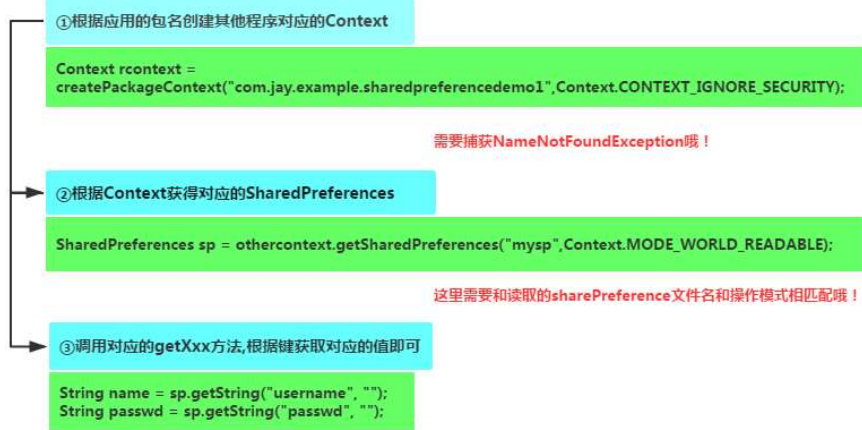 ①根据应用的包名创建其他程序对应的Context
Context rcontext =
createPackageContext("com.jay.example.sharedpreferencedemo1",Context.CONTEXT_IGNORE_SECURITY);
需要捕获NameNotFoundException哦！
②根据Context获得对应的SharedPreferences
SharedPreferences sp = othercontext.getSharedPreferences("mysp",Context.MODE_WORLD_READABLE);
这里需要和读取的sharePreference文件名和操作模式相匹配哦！
③调用对应的getXxx方法,根据键获取对应的值即可
String name = sp.getString("username", "");
String passwd = sp.getString("passwd", "");